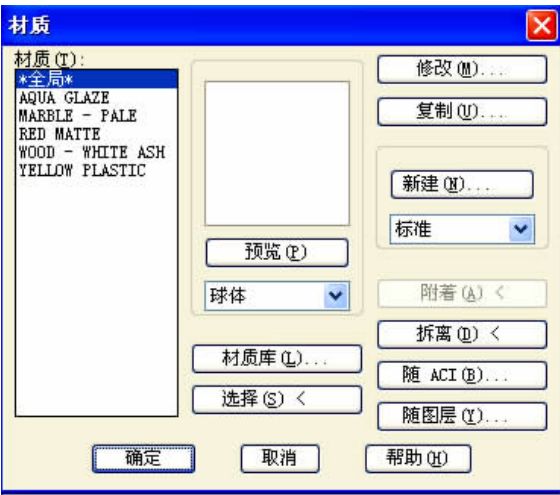 材质
材质(T):
*全局*
AQUA GLAZE
MARBLE - PALE
RED MATTE
WOOD - WHITE ASH
YELLOW PLASTIC
预览(P)
球体
材质库(L)...
选择(S) <
修改(M)...
复制(U)...
新建(N)...
标准
附着(A) <
拆离(D) <
随 ACI(B)...
随图层(Y)...
确定
取消
帮助(H)